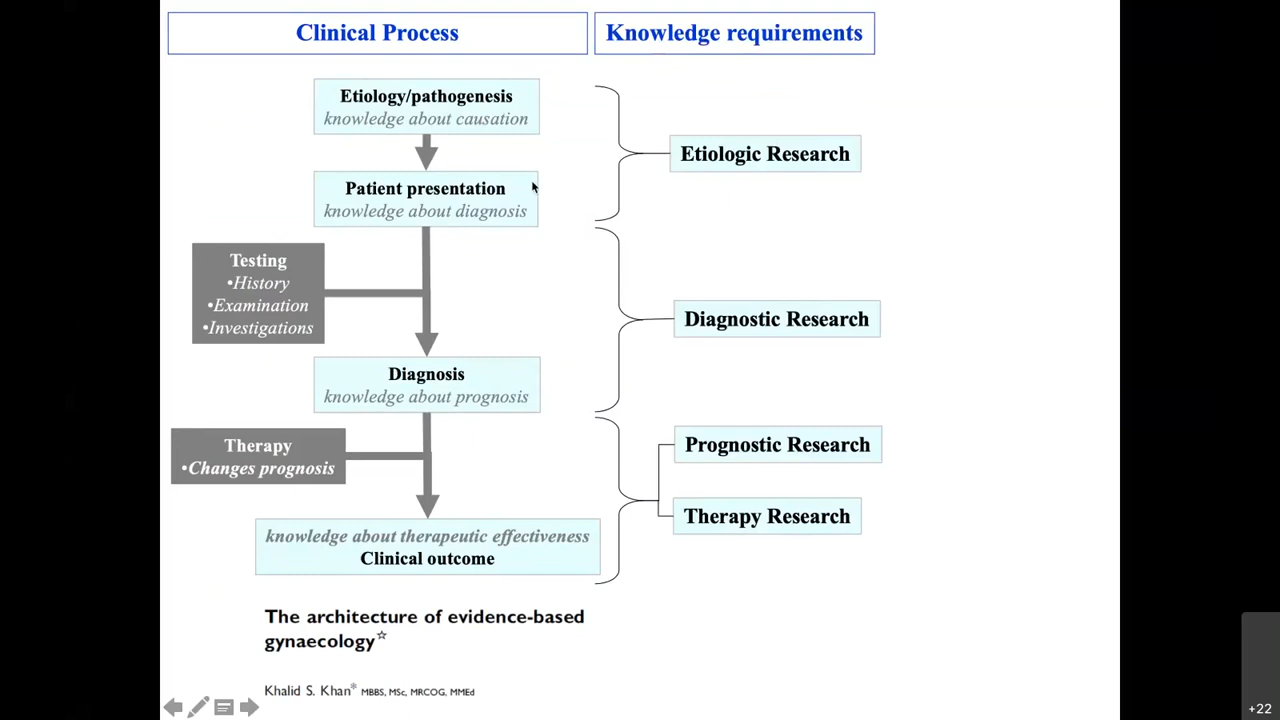 Clinical Process
Knowledge requirements
Etiology/pathogenesis
knowledge about causation
Etiologic Research
Patient presentation
knowledge about diagnosis
Testing
•History
•Examination
•Investigations
Diagnostic Research
Diagnosis
knowledge about prognosis
Therapy
•Changes prognosis
Prognostic Research
Therapy Research
knowledge about therapeutic effectiveness
Clinical outcome
The architecture of evidence-based
gynaecology☆
Khalid S. Khan* MBBS, MSc, MRCOG, MMEd
+22